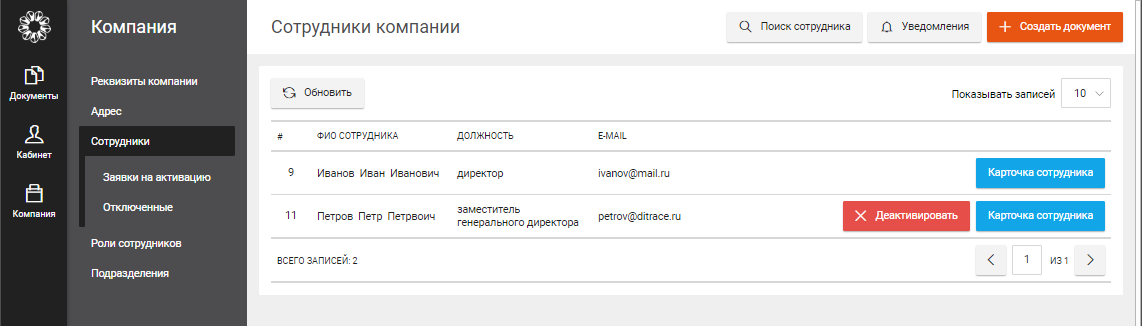 Компания
Сотрудники компании
Поиск сотрудника
Уведомления
Создать документ
Документы
Кабинет
Компания
Реквизиты компании
Адрес
Сотрудники
Заявки на активацию
Отключенные
Роли сотрудников
Подразделения
Обновить
Показывать записей 10
# ФИО СОТРУДНИКА ДОЛЖНОСТЬ E-MAIL
9 Иванов Иван Иванович директор ivanov@mail.ru Карточка сотрудника
11 Петров Петр Петрвоич заместитель
генерального директора petrov@ditrace.ru Деактивировать Карточка сотрудника
ВСЕГО ЗАПИСЕЙ: 2
1 ИЗ 1